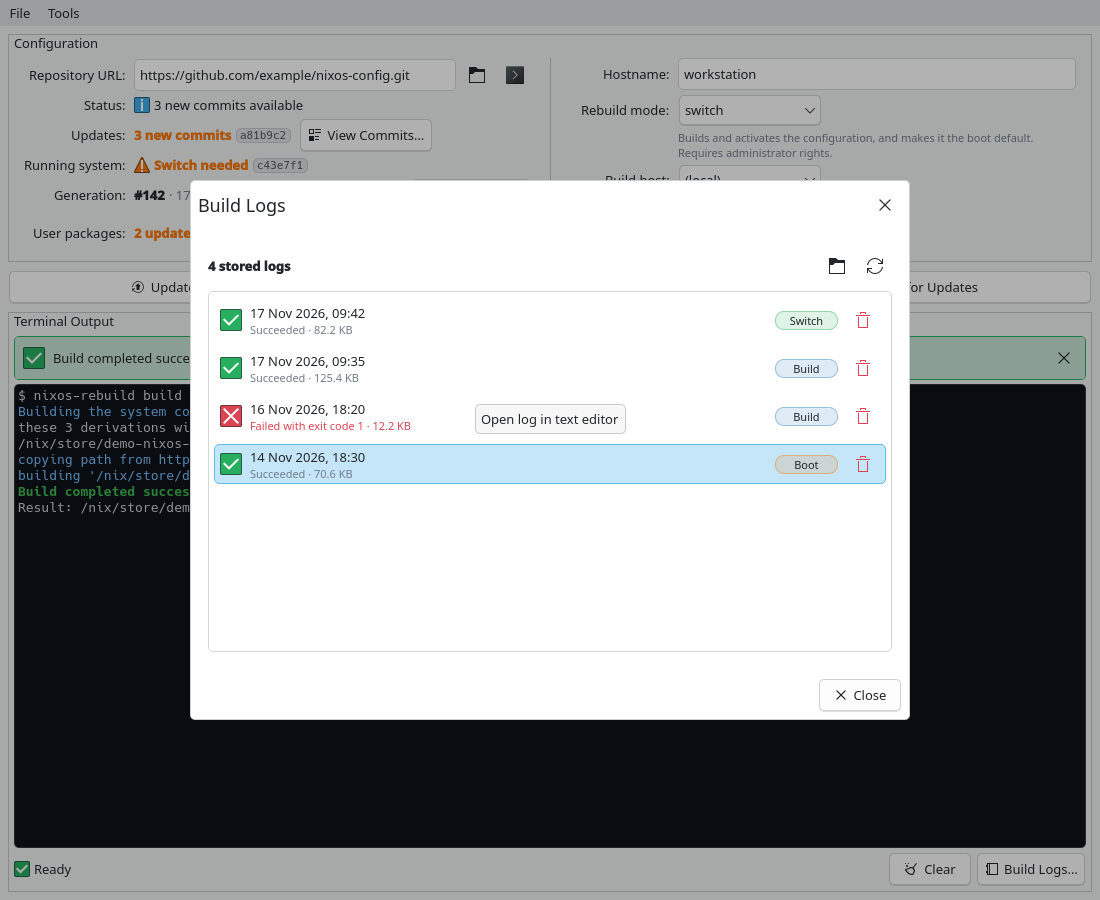 File Tools
Configuration
Repository URL: https://github.com/example/nixos-config.git
Hostname: workstation
Status: 3 new commits available
Rebuild mode: switch
Updates: 3 new commits a81b9c2 View Commits...
Builds and activates the configuration, and makes it the boot default.
Requires administrator rights.
Running system: Switch needed c43e7f1
Build host: (local)
Generation: #142 · 17
User packages: 2 update
Update
or Updates
Terminal Output
Build completed succe
$ nixos-rebuild build
Building the system co
these 3 derivations wi
/nix/store/demo-nixos-
copying path from http
building '/nix/store/d
Build completed succes
Result: /nix/store/dem
Build Logs
4 stored logs
17 Nov 2026, 09:42
Succeeded · 82.2 KB
Switch
17 Nov 2026, 09:35
Succeeded · 125.4 KB
Build
16 Nov 2026, 18:20
Failed with exit code 1 · 12.2 KB
Build
Open log in text editor
14 Nov 2026, 18:30
Succeeded · 70.6 KB
Boot
Close
Ready
Clear
Build Logs...